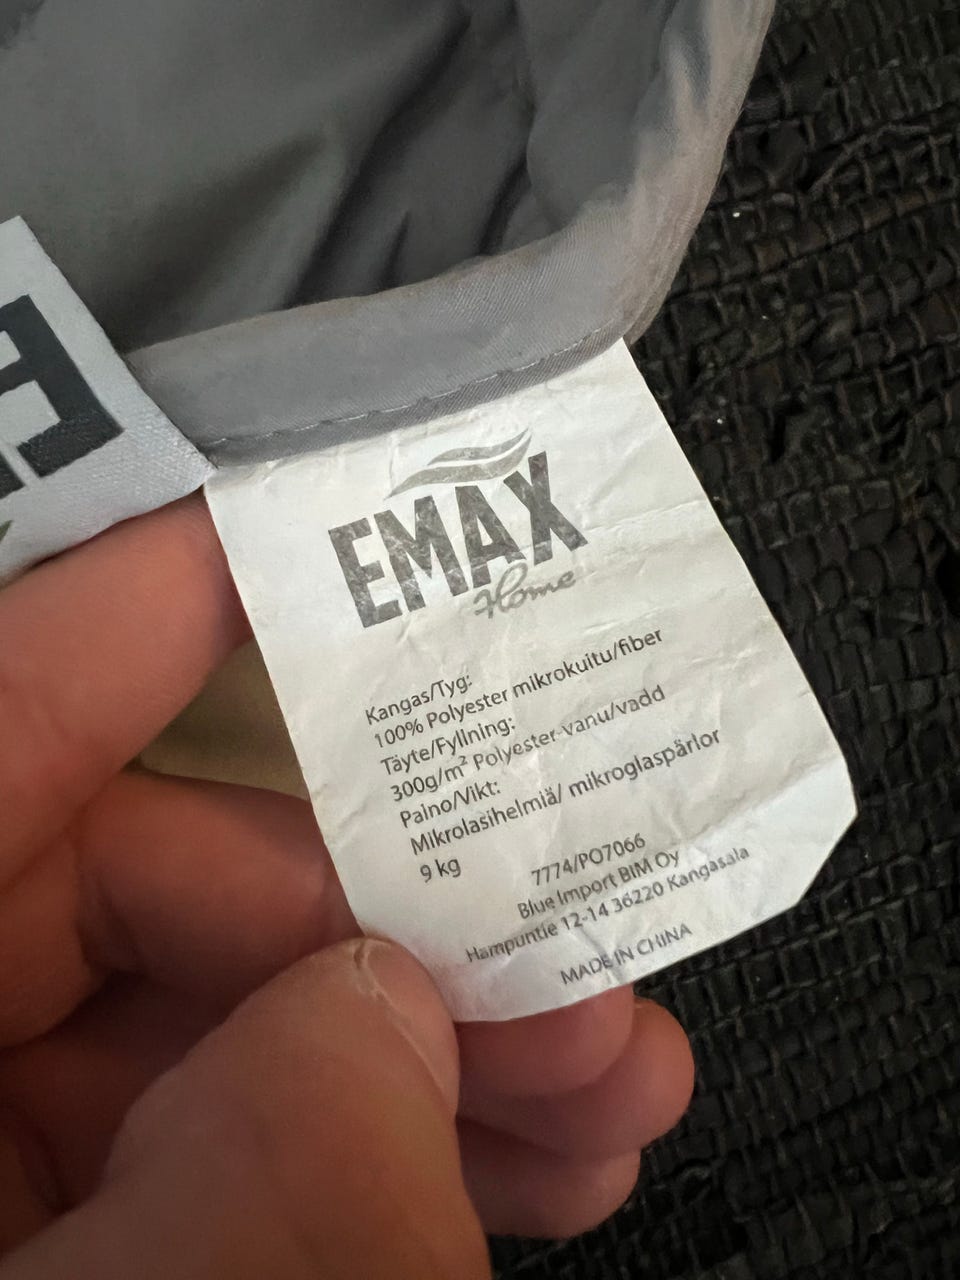 EMAX
Home
Kangas/Tyg:
100% Polyester mikrokuitu/fiber
Täyte/Fyllning:
300g/m² Polyester-vanu/vadd
Paino/Vikt:
Mikrolasihelmiä/ mikroglaspärlor
9 kg
7774/PO7066
Blue Import BIM Oy
Hampuntie 12-14 36220 Kangasala
MADE IN CHINA